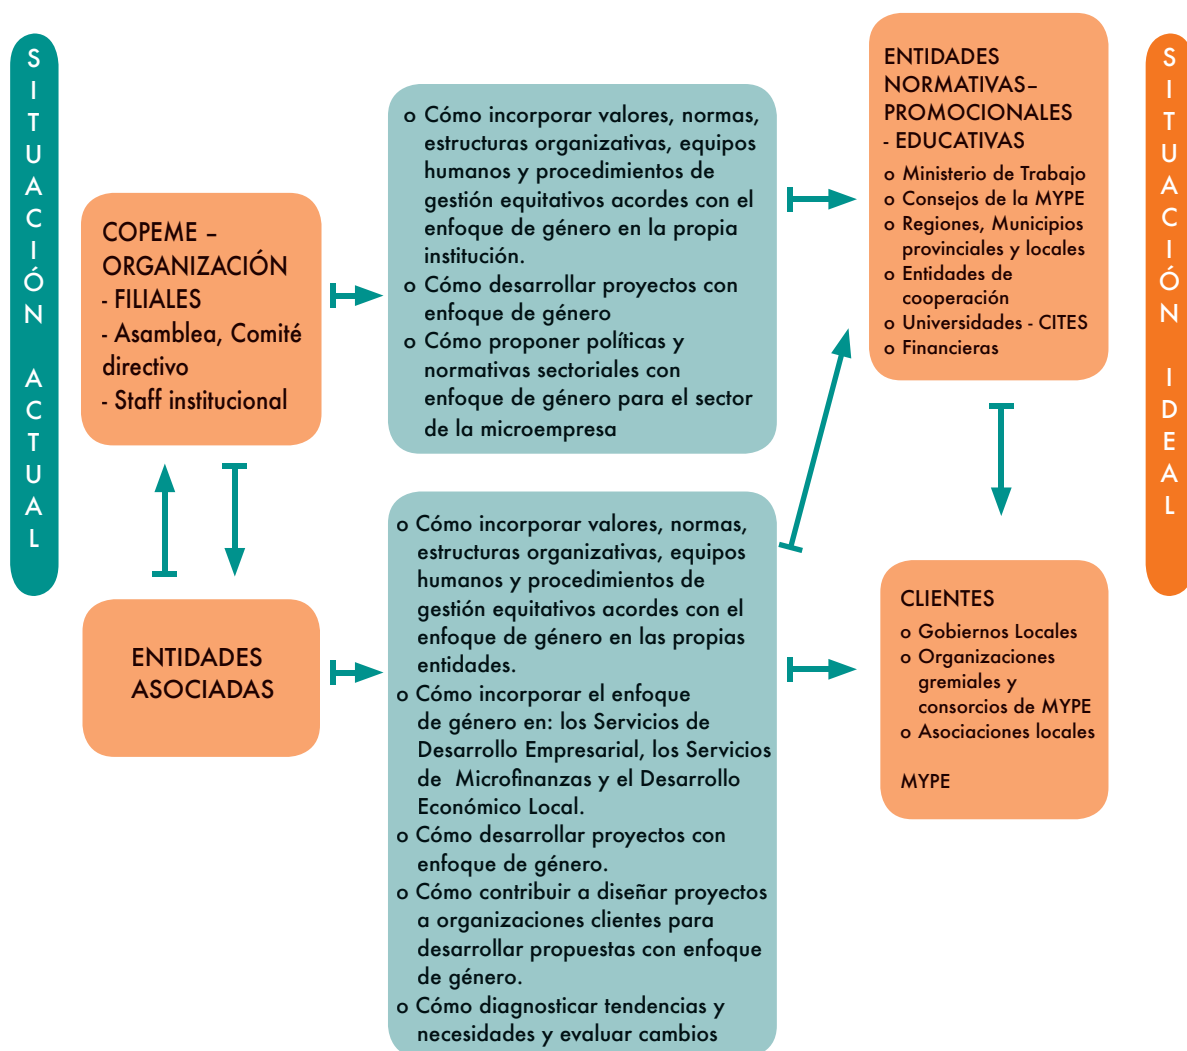 SITUACIÓN ACTUAL
COPEME –
ORGANIZACIÓN
- FILIALES
- Asamblea, Comité
directivo
- Staff institucional
ENTIDADES
ASOCIADAS
o Cómo incorporar valores, normas,
estructuras organizativas, equipos
humanos y procedimientos de
gestión equitativos acordes con el
enfoque de género en la propia
institución.
o Cómo desarrollar proyectos con
enfoque de género
o Cómo proponer políticas y
normativas sectoriales con
enfoque de género para el sector
de la microempresa
o Cómo incorporar valores, normas,
estructuras organizativas, equipos
humanos y procedimientos de
gestión equitativos acordes con el
enfoque de género en las propias
entidades.
o Cómo incorporar el enfoque
de género en: los Servicios de
Desarrollo Empresarial, los Servicios
de Microfinanzas y el Desarrollo
Económico Local.
o Cómo desarrollar proyectos con
enfoque de género.
o Cómo contribuir a diseñar proyectos
a organizaciones clientes para
desarrollar propuestas con enfoque
de género.
o Cómo diagnosticar tendencias y
necesidades y evaluar cambios
ENTIDADES
NORMATIVAS–
PROMOCIONALES
- EDUCATIVAS
o Ministerio de Trabajo
o Consejos de la MYPE
o Regiones, Municipios
provinciales y locales
o Entidades de
cooperación
o Universidades - CITES
o Financieras
CLIENTES
o Gobiernos Locales
o Organizaciones
gremiales y
consorcios de MYPE
o Asociaciones locales
MYPE
SITUACIÓN IDEAL